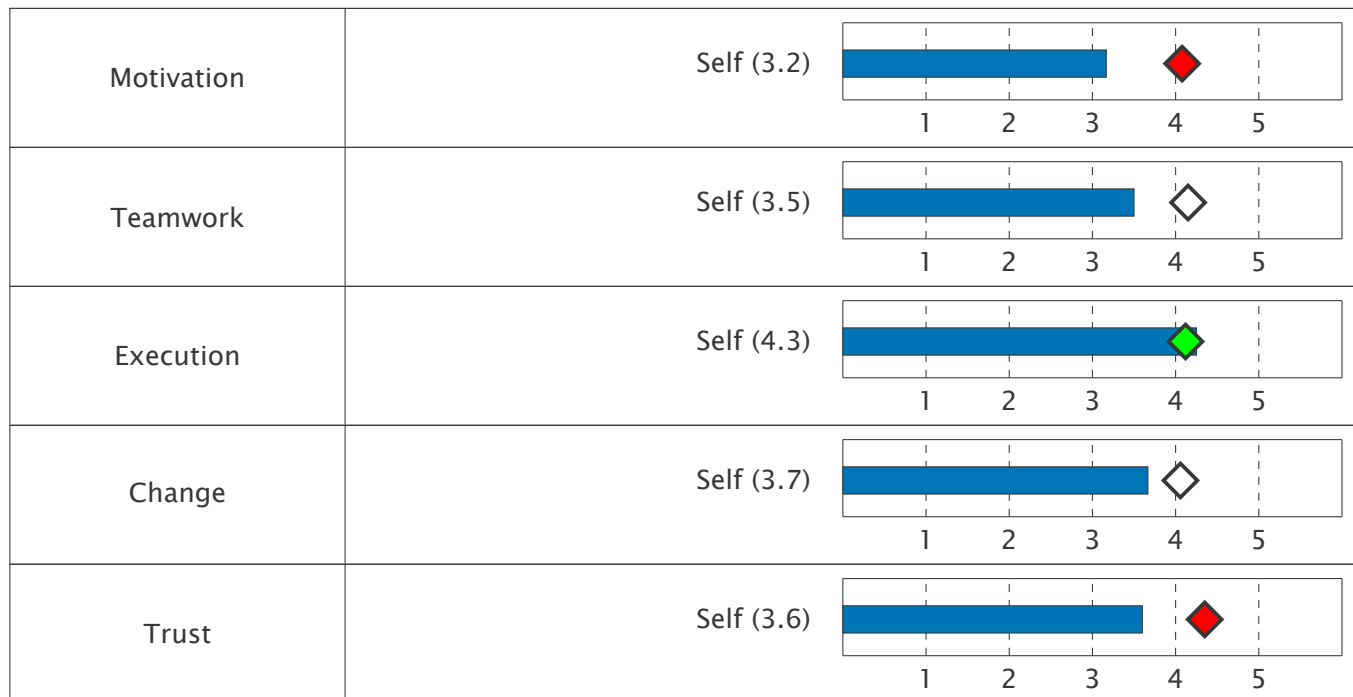 Motivation
Self (3.2)
1 2 3 4 5
Teamwork
Self (3.5)
1 2 3 4 5
Execution
Self (4.3)
1 2 3 4 5
Change
Self (3.7)
1 2 3 4 5
Trust
Self (3.6)
1 2 3 4 5